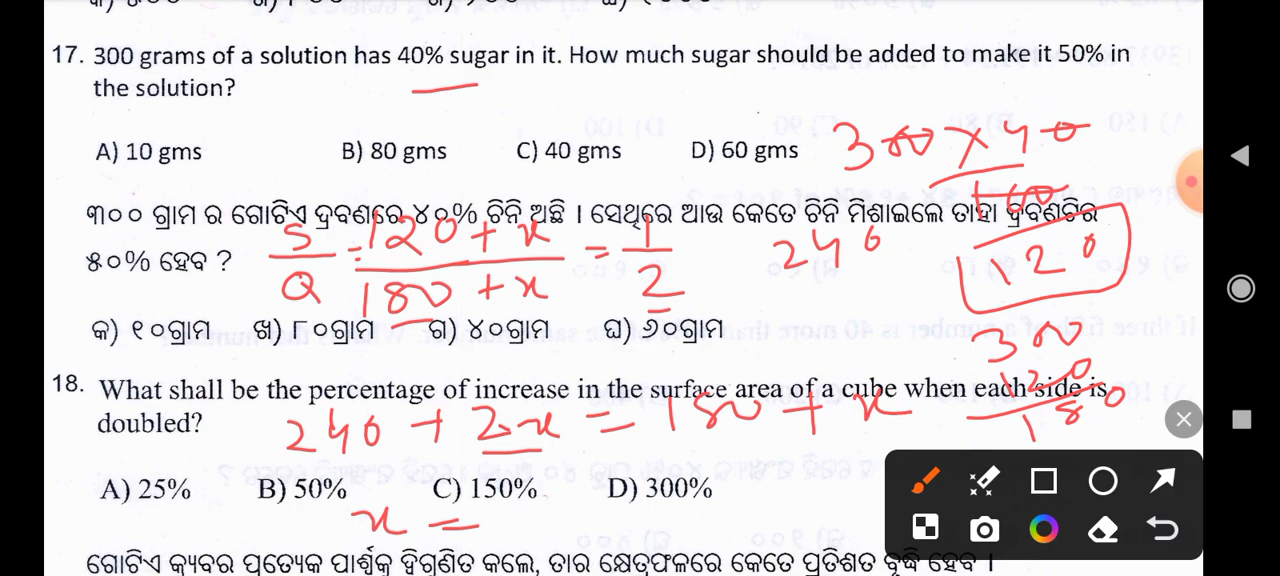 17. 300 grams of a solution has 40% sugar in it. How much sugar should be added to make it 50% in
the solution?
A) 10 gms B) 80 gms C) 40 gms D) 60 gms
300 × 40
100
120
୩୦୦ ଗ୍ରାମ ର ଗୋଟିଏ ଦ୍ରବଣରେ ୪୦% ଚିନି ଅଛି । ସେଥିରେ ଆଉ କେତେ ଚିନି ମିଶାଇଲେ ତାହା ଦ୍ରବଣଟିର
୫୦% ହେବ ?
S/Q = 120 + x / 180 + x = 1/2
240
କ) ୧୦ଗ୍ରାମ ଖ) ୮୦ଗ୍ରାମ ଗ) ୪୦ଗ୍ରାମ ଘ) ୬୦ଗ୍ରାମ
300
120
180
18. What shall be the percentage of increase in the surface area of a cube when each side is
doubled?
240 + 2x = 180 + x
A) 25% B) 50% C) 150% D) 300%
x =
ଗୋଟିଏ କ୍ୟୁବର ପ୍ରତ୍ୟେକ ପାର୍ଶ୍ୱକୁ ଦ୍ୱିଗୁଣିତ କଲେ, ତାର କ୍ଷେତ୍ରଫଳରେ କେତେ ପ୍ରତିଶତ ବୃଦ୍ଧି ହେବ ।